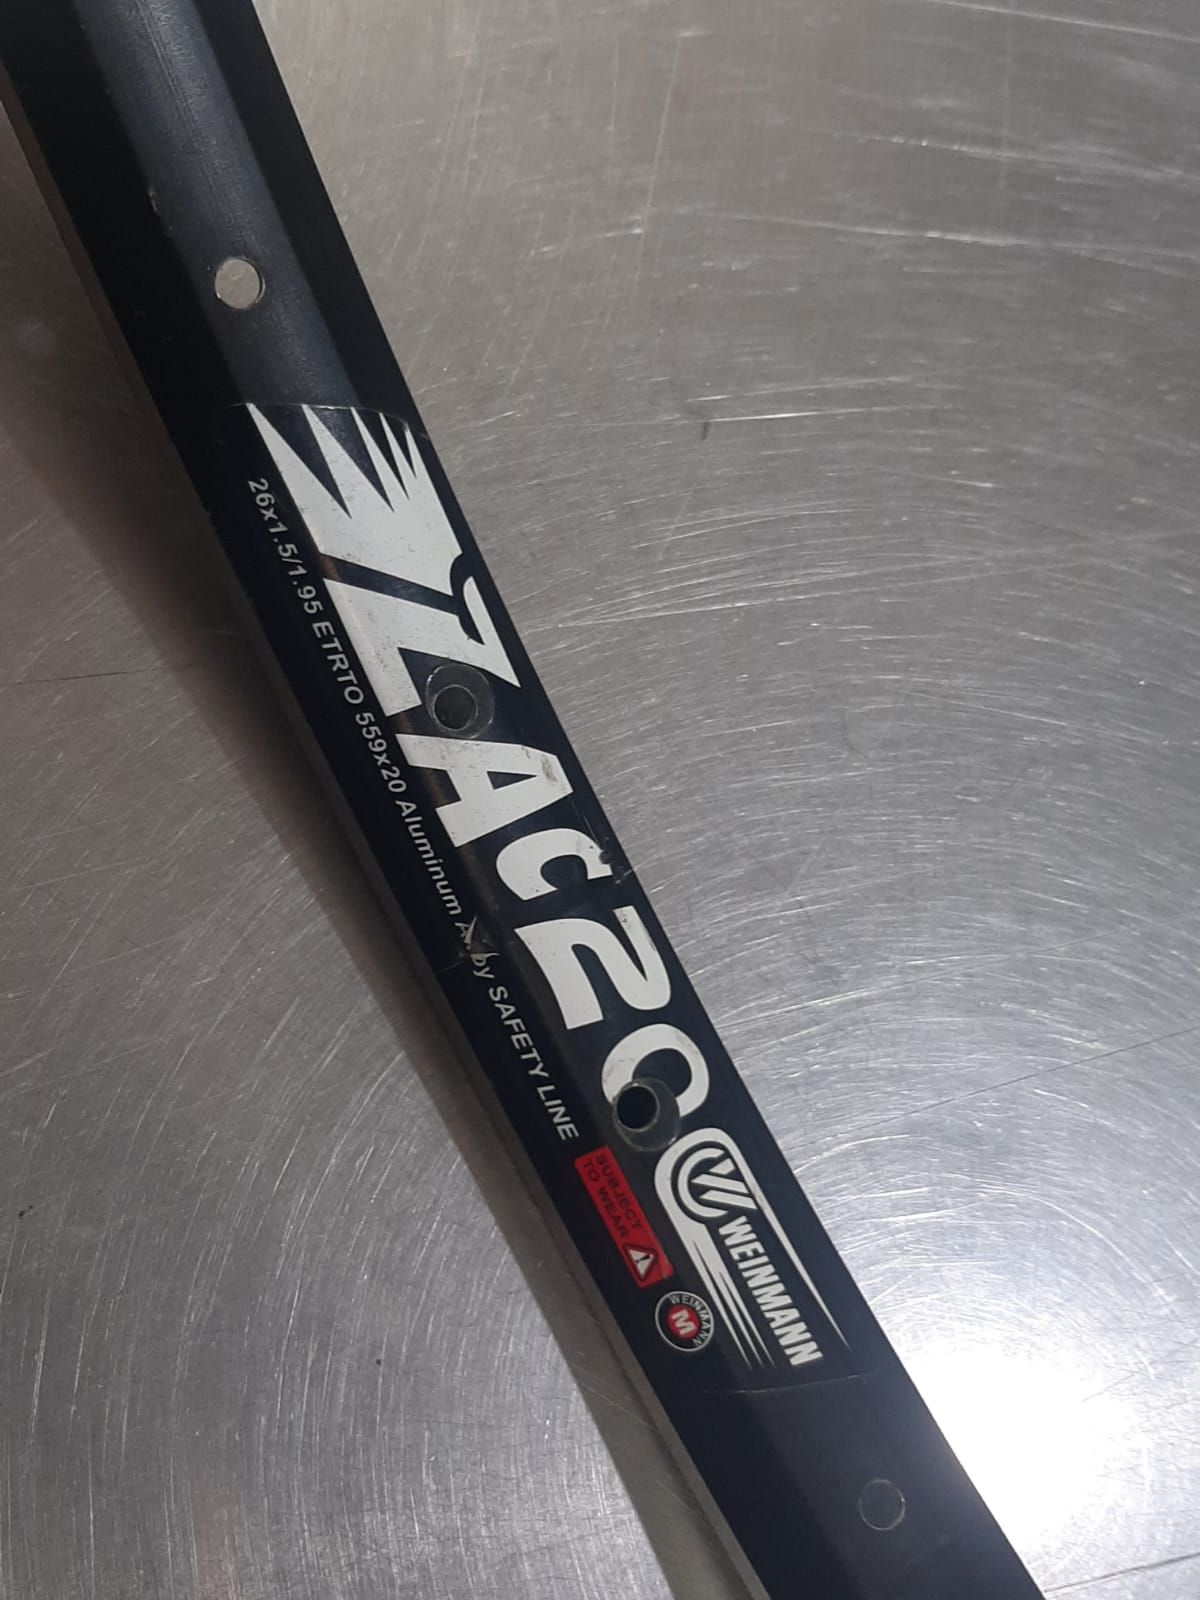 ZAC20
26x1.5/1.95 ETRTO 559x20 Aluminum by SAFETY LINE
SUBJECT
TO WEAR
WEINMANN
WEINMANN
M